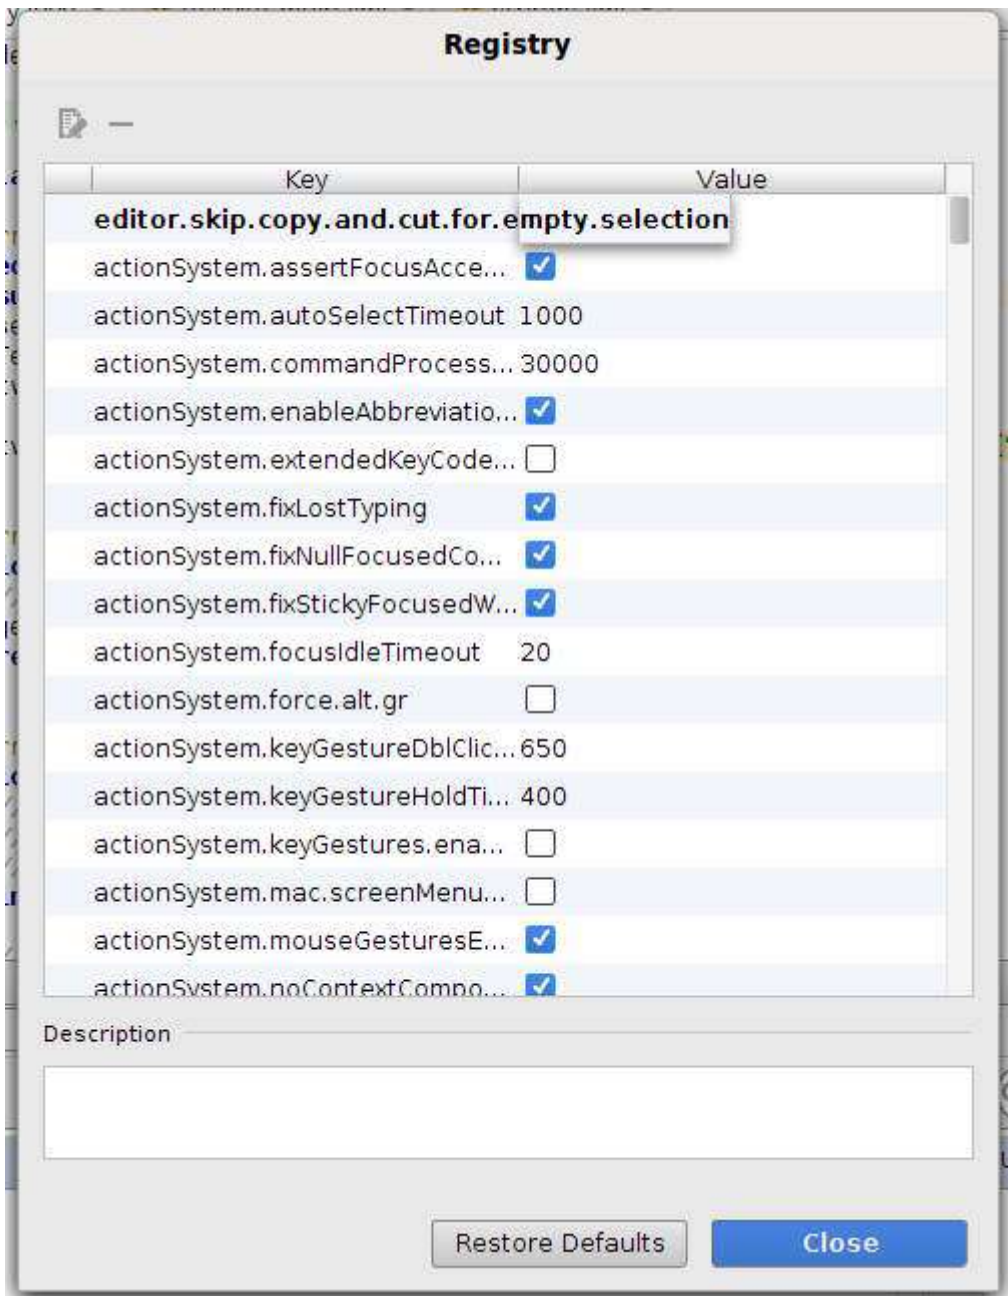 Registry
Key Value
editor.skip.copy.and.cut.for.empty.selection
actionSystem.assertFocusAcce...
actionSystem.autoSelectTimeout 1000
actionSystem.commandProcess... 30000
actionSystem.enableAbbreviatio...
actionSystem.extendedKeyCode...
actionSystem.fixLostTyping
actionSystem.fixNullFocusedCo...
actionSystem.fixStickyFocusedW...
actionSystem.focusIdleTimeout 20
actionSystem.force.alt.gr
actionSystem.keyGestureDblClic... 650
actionSystem.keyGestureHoldTi... 400
actionSystem.keyGestures.ena...
actionSystem.mac.screenMenu...
actionSystem.mouseGesturesE...
actionSystem.noContextCompo...
Description
Restore Defaults Close